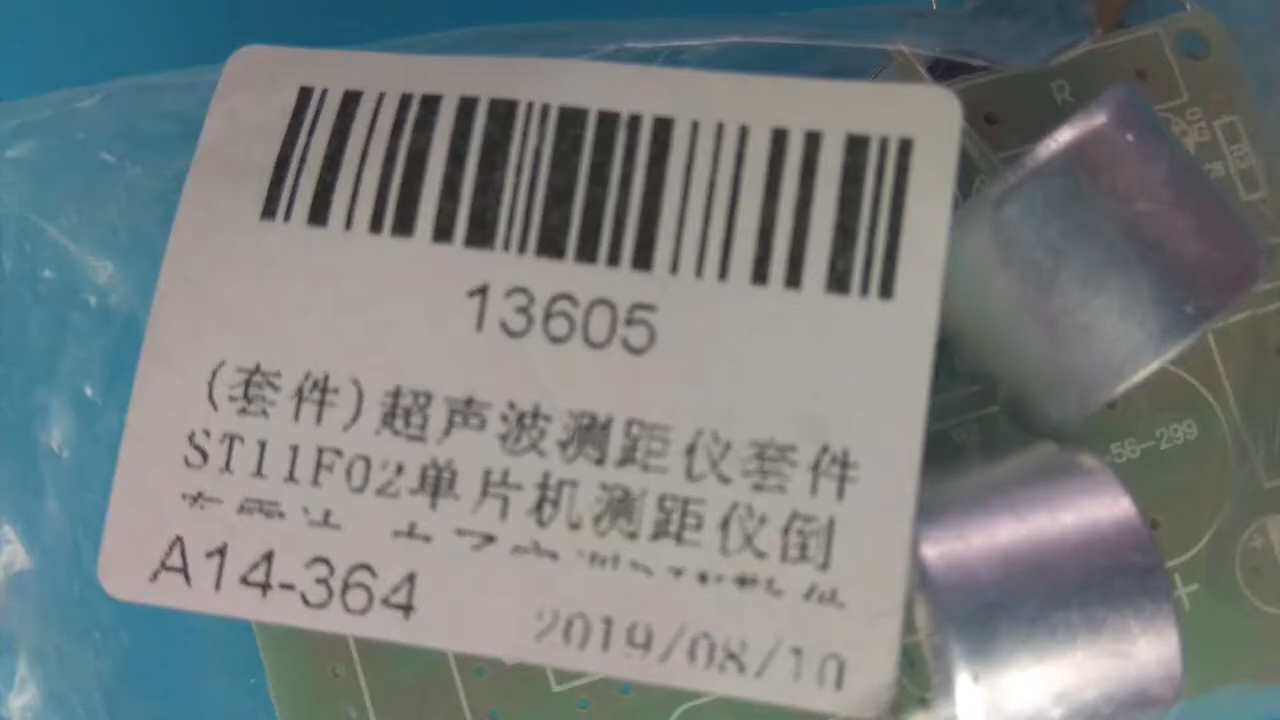 13605
(套件)超声波测距仪套件
ST11F02单片机测距仪倒
A14-364
2019/08/10
R
R3
-56-299
+